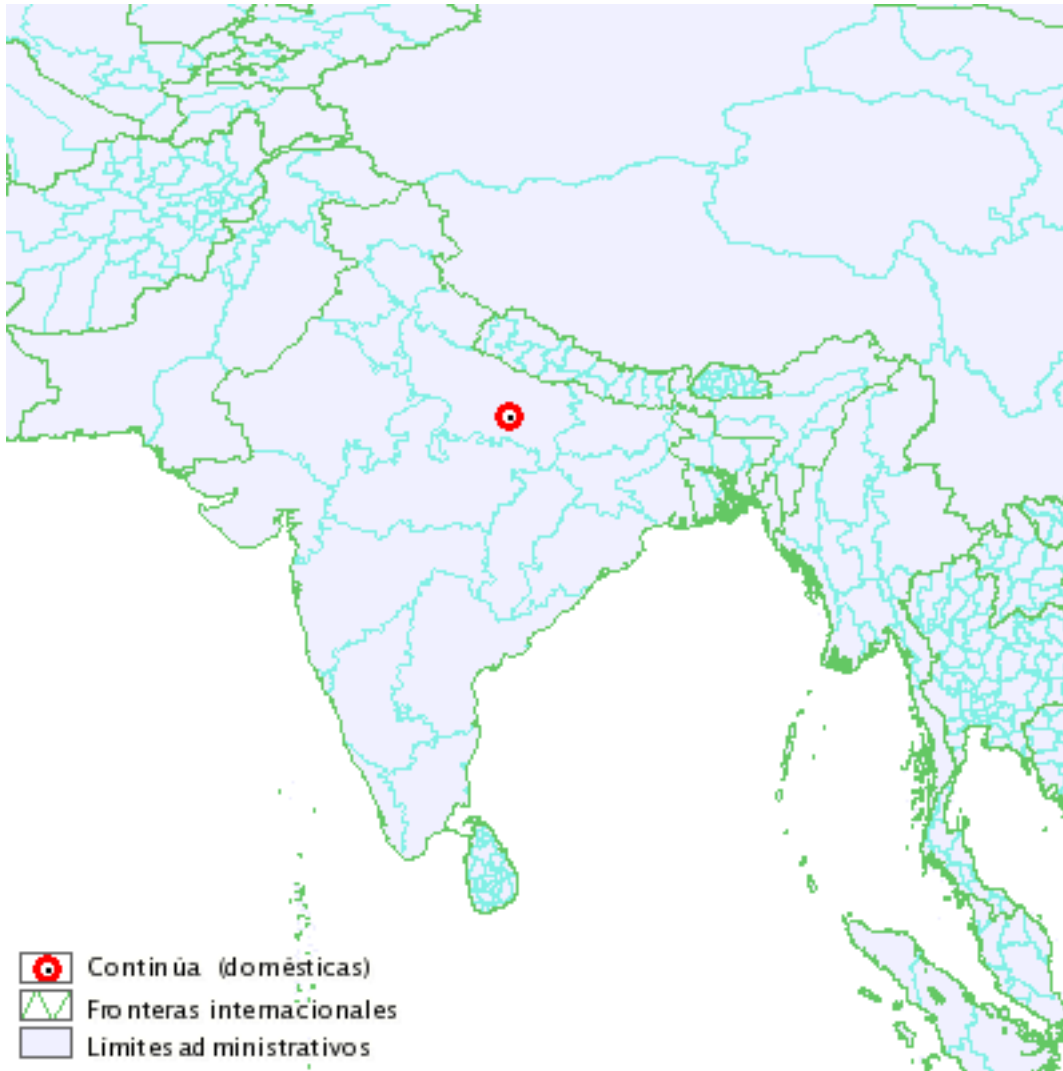 Continúa (domésticas)
Fronteras internacionales
Límites administrativos